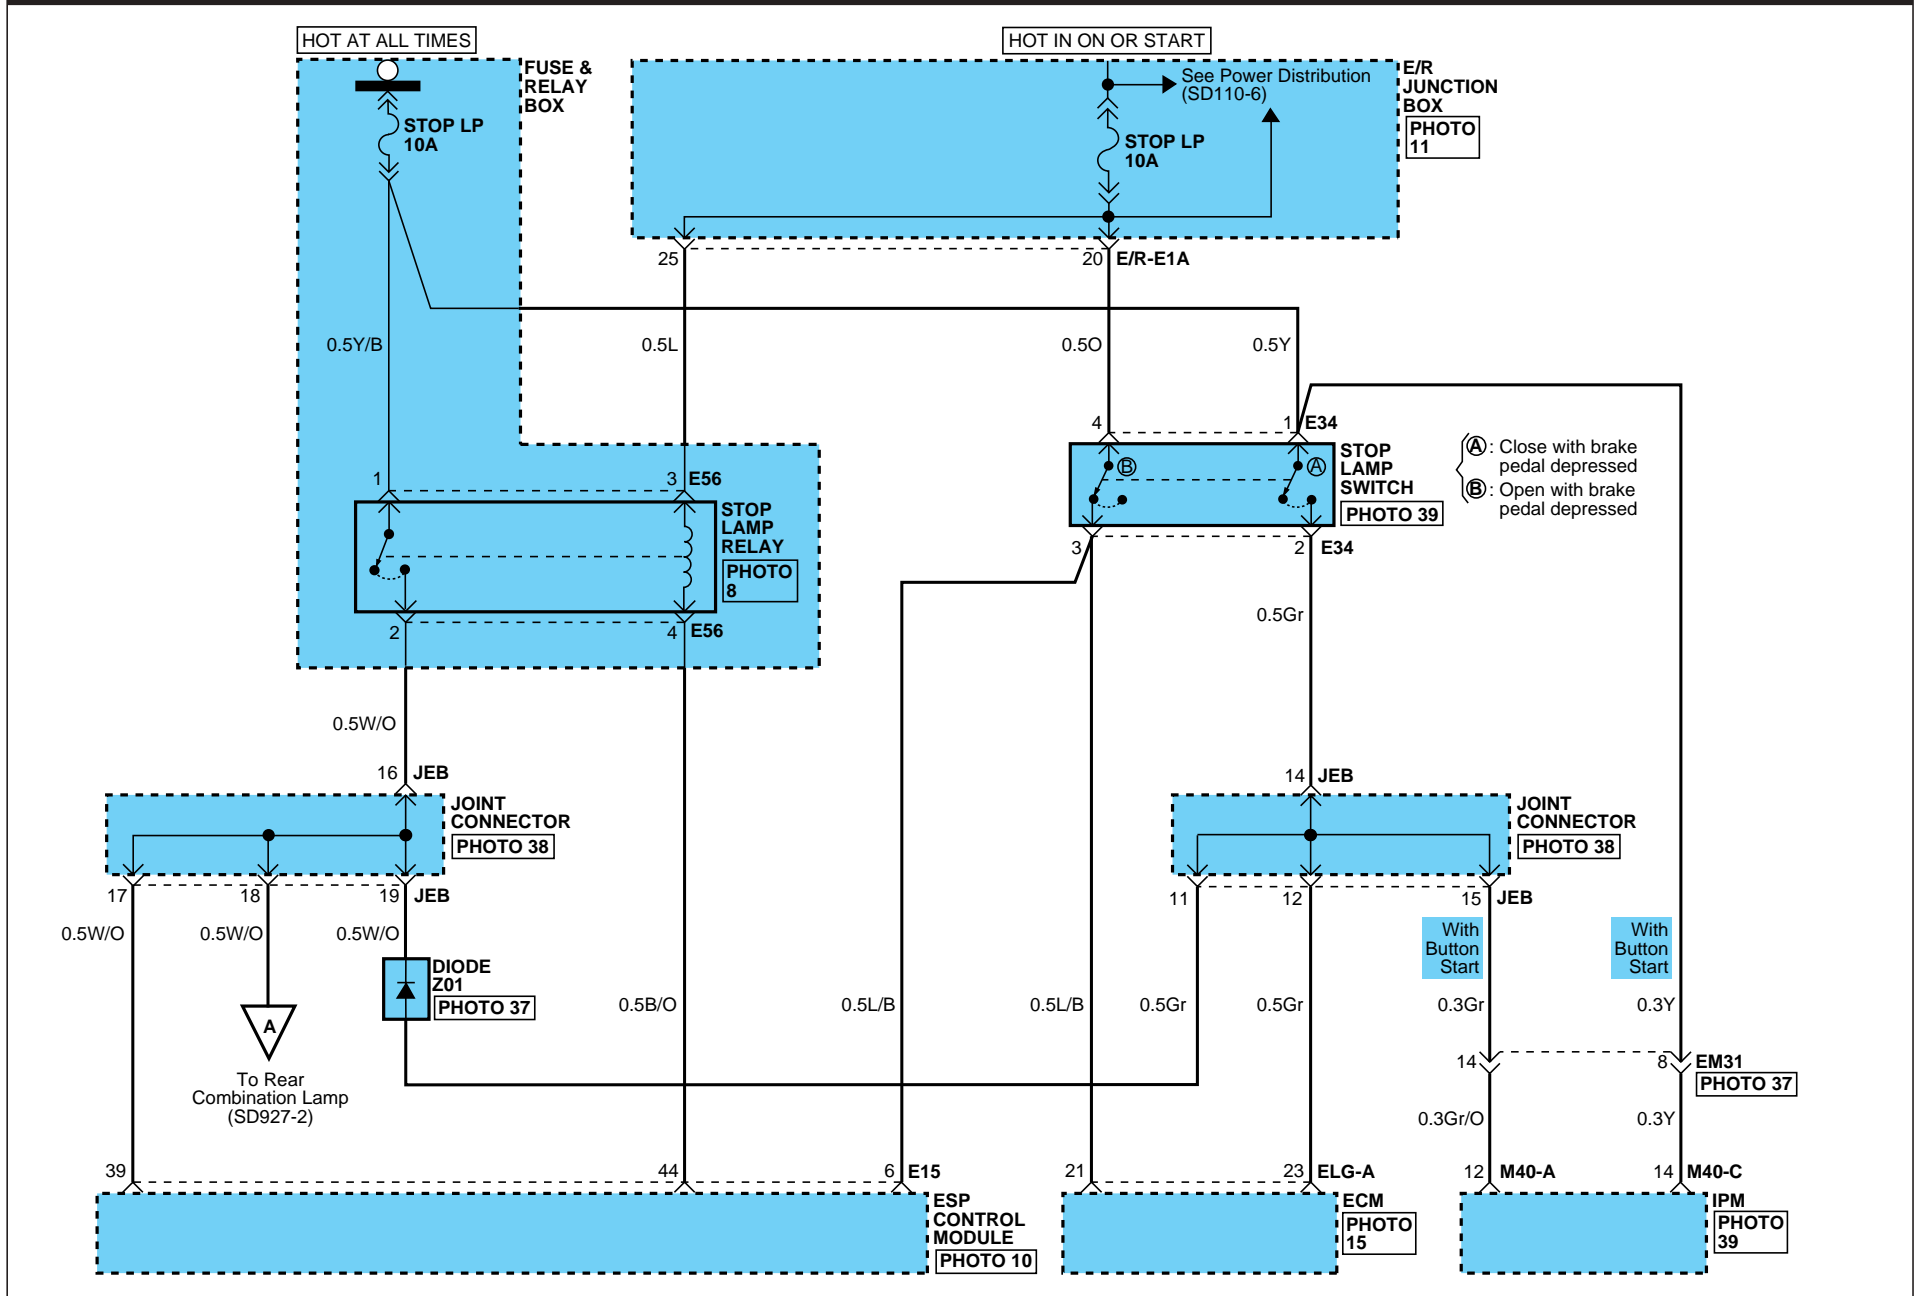 HOT AT ALL TIMES
HOT IN ON OR START
FUSE &
RELAY
BOX
STOP LP
10A
See Power Distribution
(SD110-6)
STOP LP
10A
E/R
JUNCTION
BOX
PHOTO
11
25
20
E/R-E1A
0.5Y/B
0.5L
0.5O
0.5Y
4
1
E34
B
A
STOP
LAMP
SWITCH
PHOTO 39
A : Close with brake
pedal depressed
B : Open with brake
pedal depressed
1
3
E56
STOP
LAMP
RELAY
PHOTO
8
3
2
E34
2
4
E56
0.5Gr
0.5W/O
16
JEB
14
JEB
JOINT
CONNECTOR
PHOTO 38
JOINT
CONNECTOR
PHOTO 38
17
18
19
JEB
11
12
15
JEB
0.5W/O
0.5W/O
0.5W/O
With
Button
Start
With
Button
Start
DIODE
Z01
PHOTO 37
0.5B/O
0.5L/B
0.5L/B
0.5Gr
0.5Gr
0.3Gr
0.3Y
A
To Rear
Combination Lamp
(SD927-2)
14
8
EM31
PHOTO 37
0.3Gr/O
0.3Y
39
44
6
E15
21
23
ELG-A
12
M40-A
14
M40-C
ESP
CONTROL
MODULE
PHOTO 10
ECM
PHOTO
15
IPM
PHOTO
39